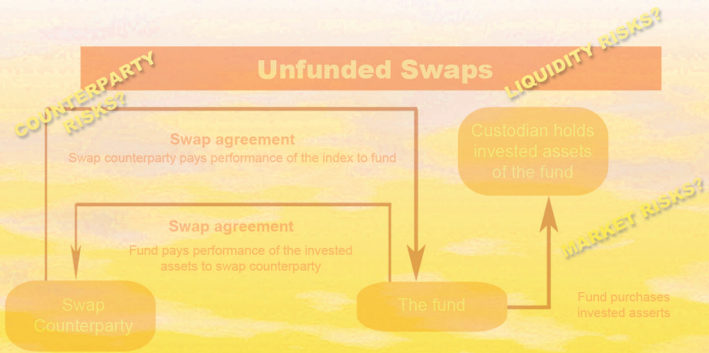 Unfunded Swaps
COUNTERPARTY
RISKS?
LIQUIDITY RISKS?
Swap agreement
Swap counterparty pays performance of the index to fund
Custodian holds
invested assets
of the fund
MARKET RISKS?
Swap agreement
Fund pays performance of the invested
assets to swap counterparty
Swap
Counterparty
The fund
Fund purchases
invested asserts